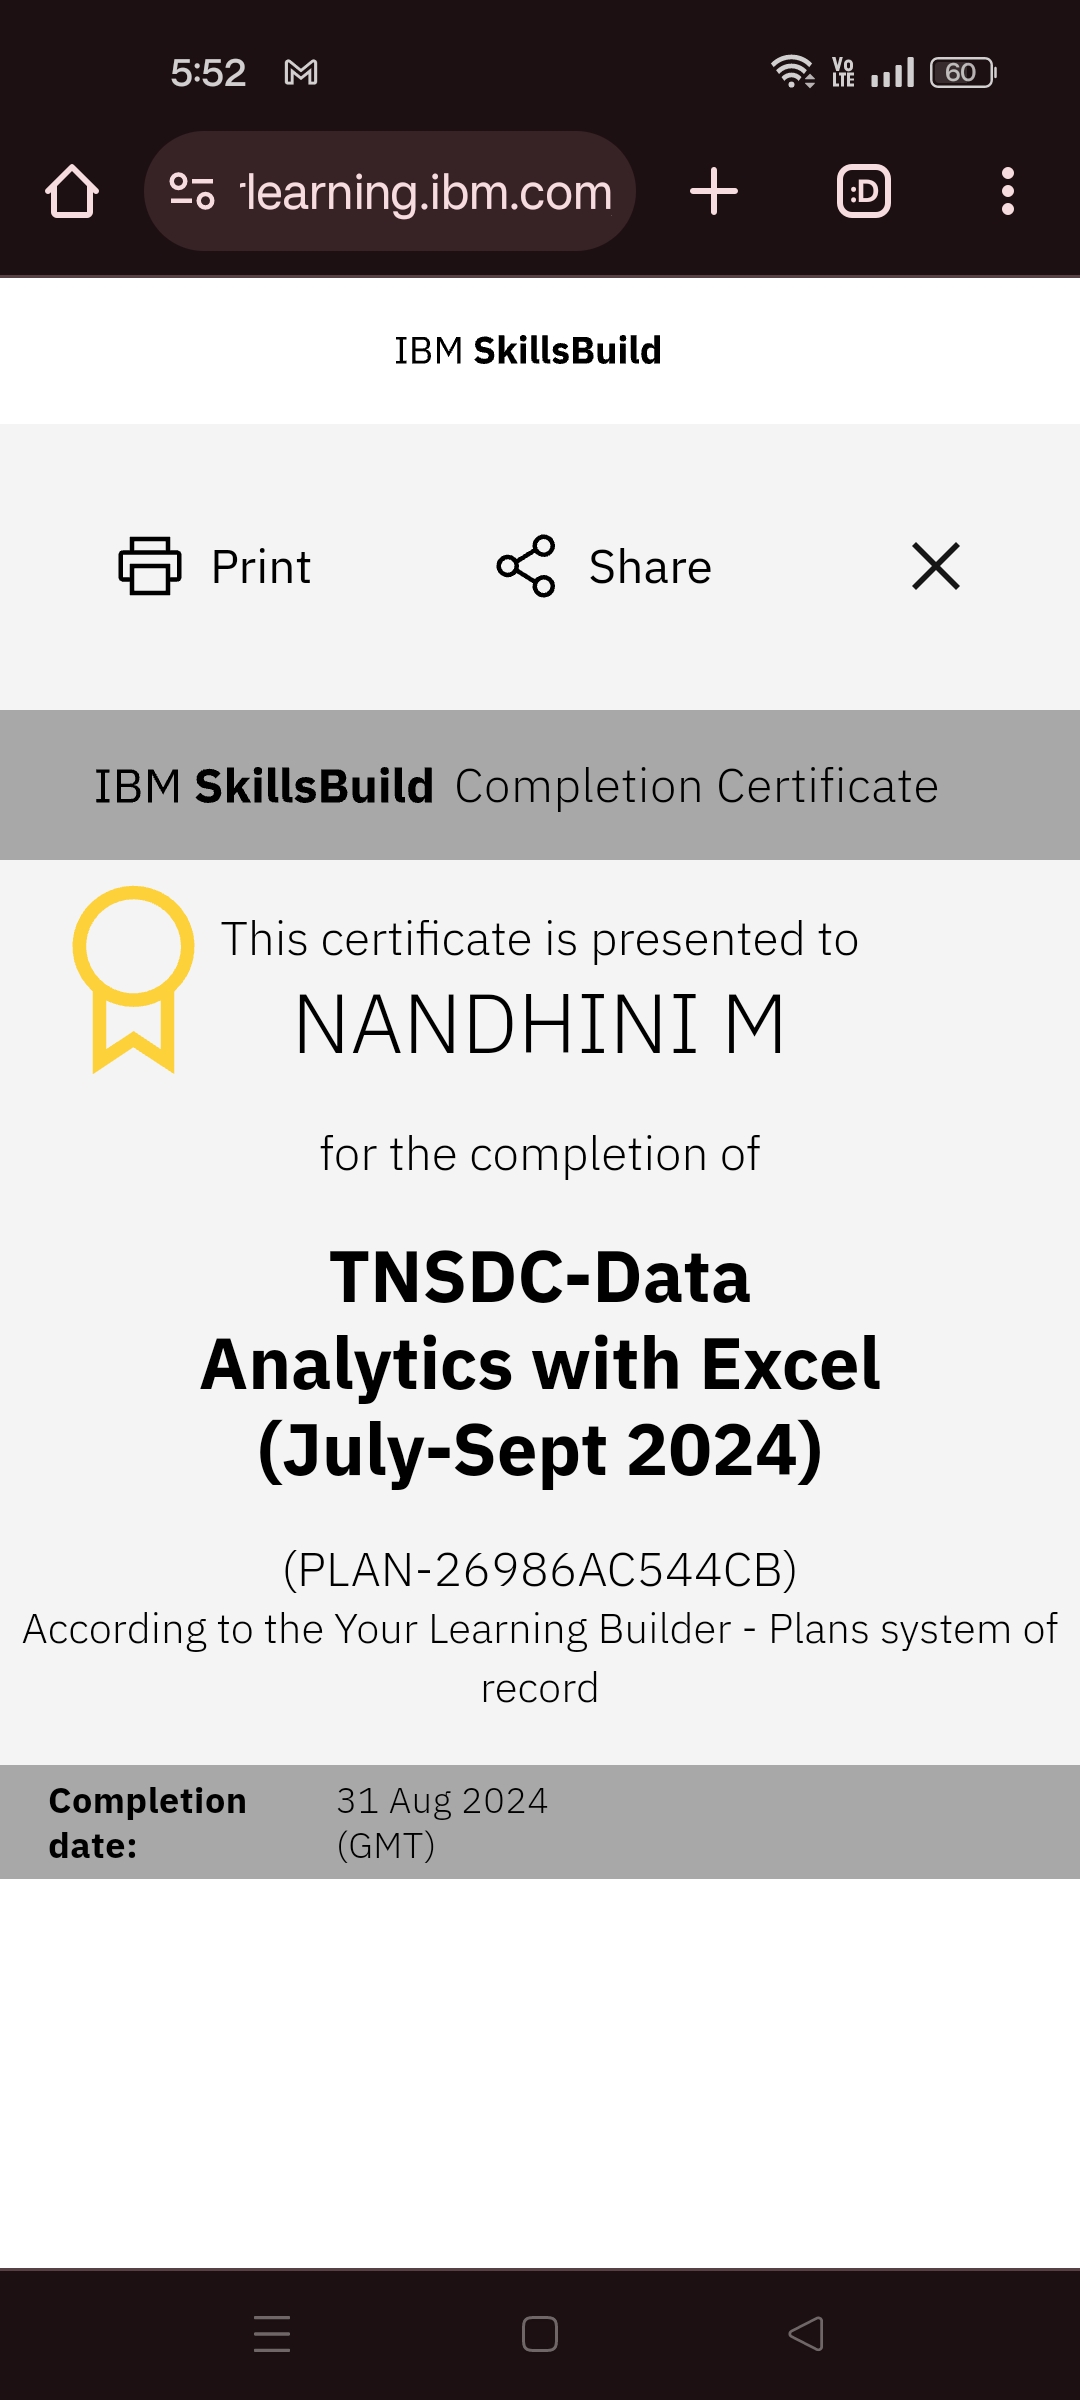 5:52
Vo
LTE
60
learning.ibm.com
:D
IBM SkillsBuild
Print
Share
IBM SkillsBuild Completion Certificate
This certificate is presented to
NANDHINI M
for the completion of
TNSDC-Data
Analytics with Excel
(July-Sept 2024)
(PLAN-26986AC544CB)
According to the Your Learning Builder - Plans system of
record
Completion
date:
31 Aug 2024
(GMT)